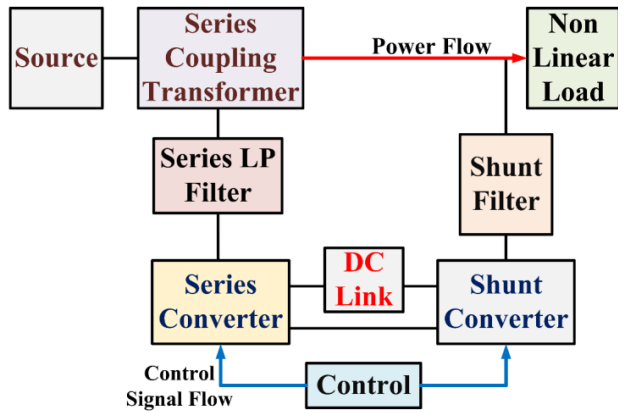 Source
Series
Coupling
Transformer
Power Flow
Non
Linear
Load
Series LP
Filter
Shunt
Filter
Series
Converter
DC
Link
Shunt
Converter
Control
Signal Flow
Control